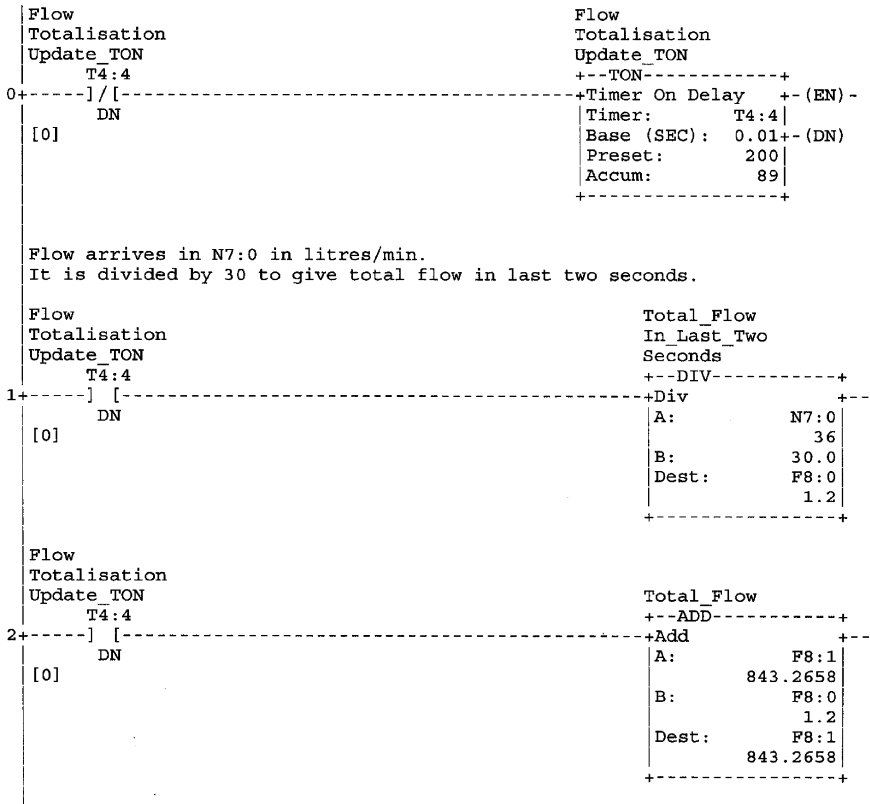 Flow Flow
Totalisation Totalisation
Update_TON Update_TON
T4:4 +--TON------------+
0+-----]/[---------------------------------------+Timer On Delay +-(EN)-
DN |Timer: T4:4|
[0] |Base (SEC): 0.01+-(DN)
|Preset: 200|
|Accum: 89|
+-----------------+
Flow arrives in N7:0 in litres/min.
It is divided by 30 to give total flow in last two seconds.
Flow Total_Flow
Totalisation In_Last_Two
Update_TON Seconds
T4:4 +--DIV-----------+
1+-----] [---------------------------------------------+Div +--
DN |A: N7:0|
[0] | 36|
|B: 30.0|
|Dest: F8:0|
| 1.2|
+----------------+
Flow
Totalisation
Update_TON Total_Flow
T4:4 +--ADD-----------+
2+-----] [---------------------------------------------+Add +--
DN |A: F8:1|
[0] | 843.2658|
|B: F8:0|
| 1.2|
|Dest: F8:1|
| 843.2658|
+----------------+